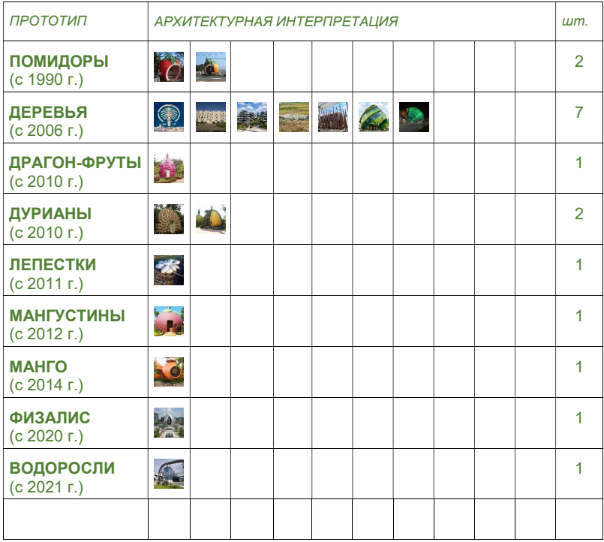 ПРОТОТИП АРХИТЕКТУРНАЯ ИНТЕРПРЕТАЦИЯ шт.
ПОМИДОРЫ 2
(с 1990 г.)
ДЕРЕВЬЯ 7
(с 2006 г.)
ДРАГОН-ФРУТЫ 1
(с 2010 г.)
ДУРИАНЫ 2
(с 2010 г.)
ЛЕПЕСТКИ 1
(с 2011 г.)
МАНГУСТИНЫ 1
(с 2012 г.)
МАНГО 1
(с 2014 г.)
ФИЗАЛИС 1
(с 2020 г.)
ВОДОРОСЛИ 1
(с 2021 г.)